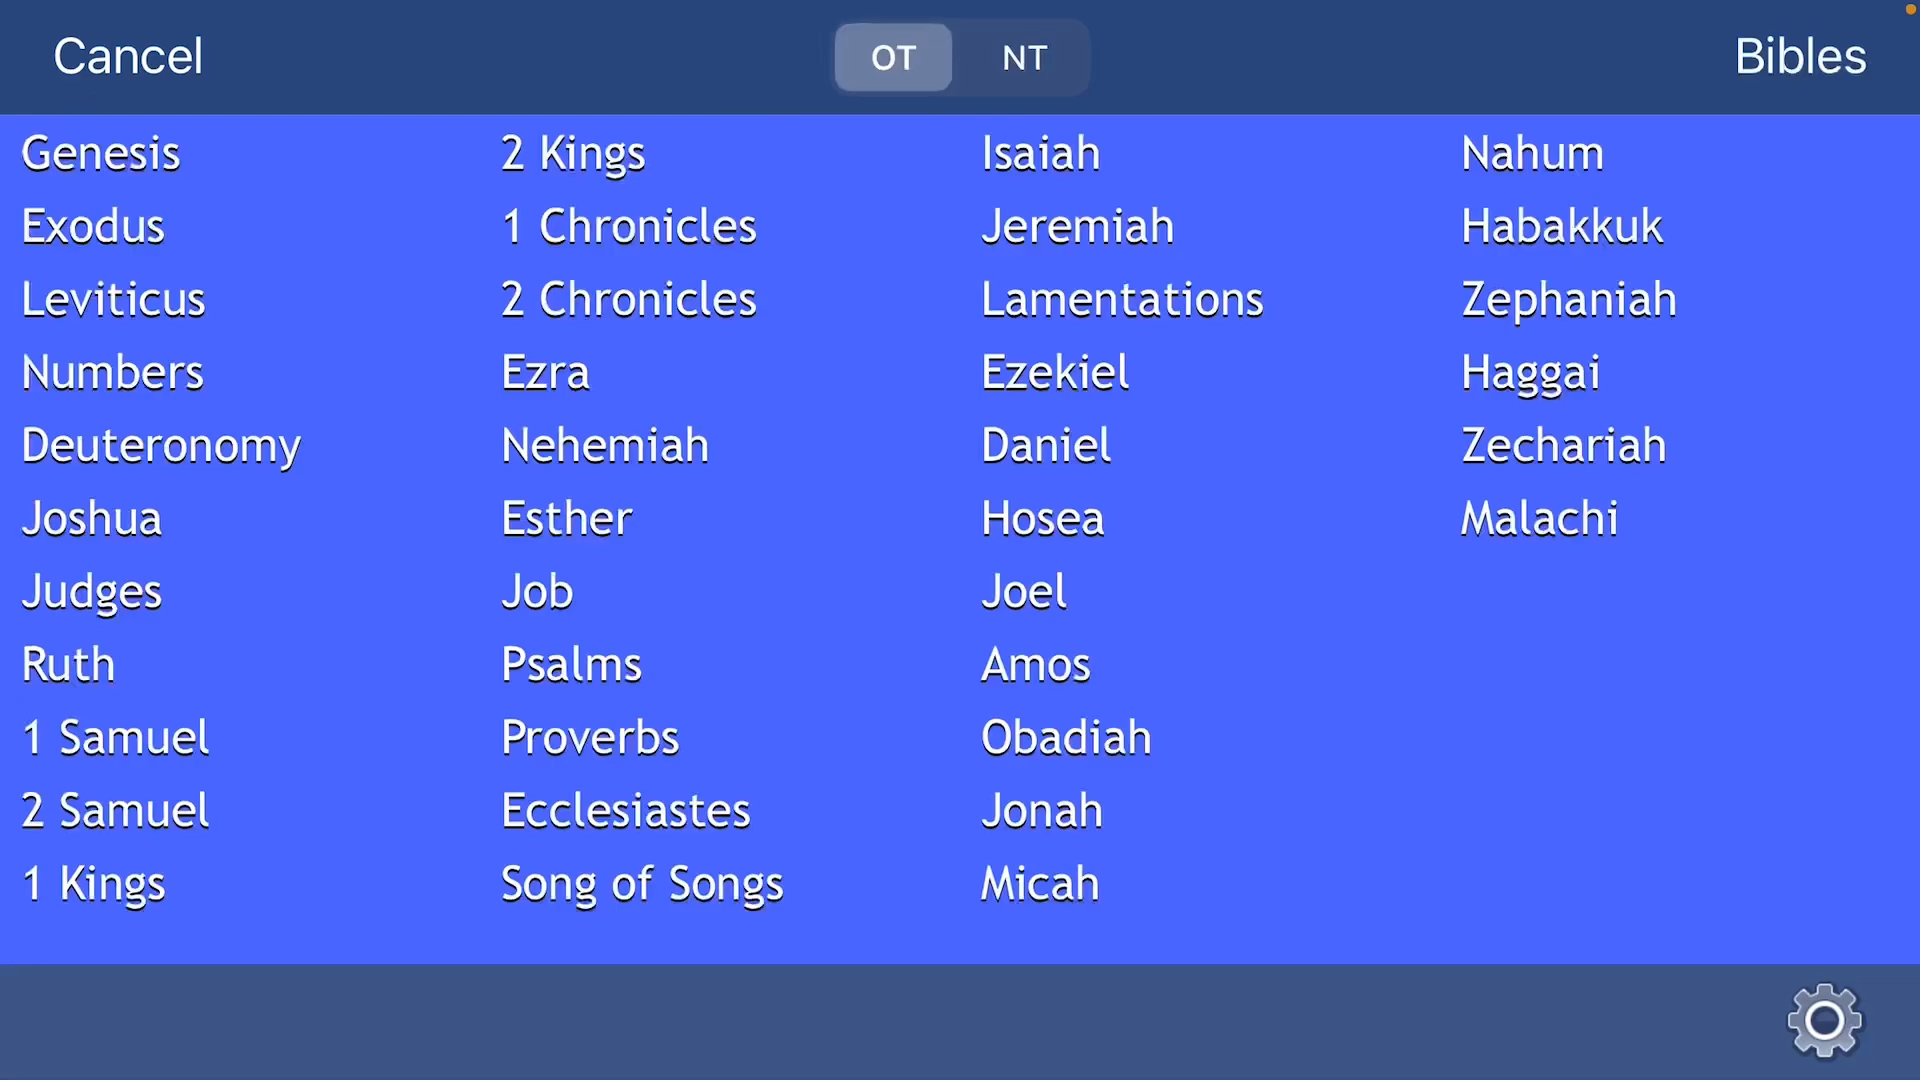 Cancel
OT
NT
Bibles
Genesis
Exodus
Leviticus
Numbers
Deuteronomy
Joshua
Judges
Ruth
1 Samuel
2 Samuel
1 Kings
2 Kings
1 Chronicles
2 Chronicles
Ezra
Nehemiah
Esther
Job
Psalms
Proverbs
Ecclesiastes
Song of Songs
Isaiah
Jeremiah
Lamentations
Ezekiel
Daniel
Hosea
Joel
Amos
Obadiah
Jonah
Micah
Nahum
Habakkuk
Zephaniah
Haggai
Zechariah
Malachi